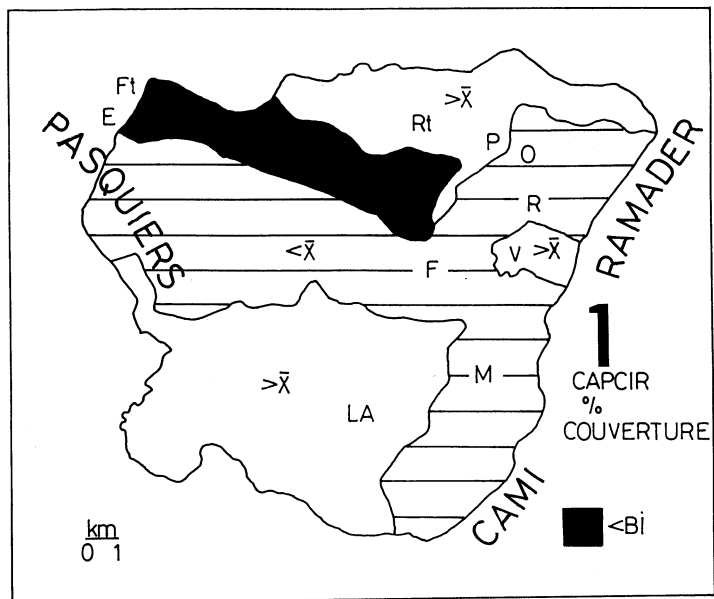 Ft
E
>X̄
Rt
P
O
PASQUIERS
RAMADER
R
<X̄
V >X̄
F
1
M
CAPCIR
%
COUVERTURE
>X̄
LA
CAMI
km
0 1
<Bi